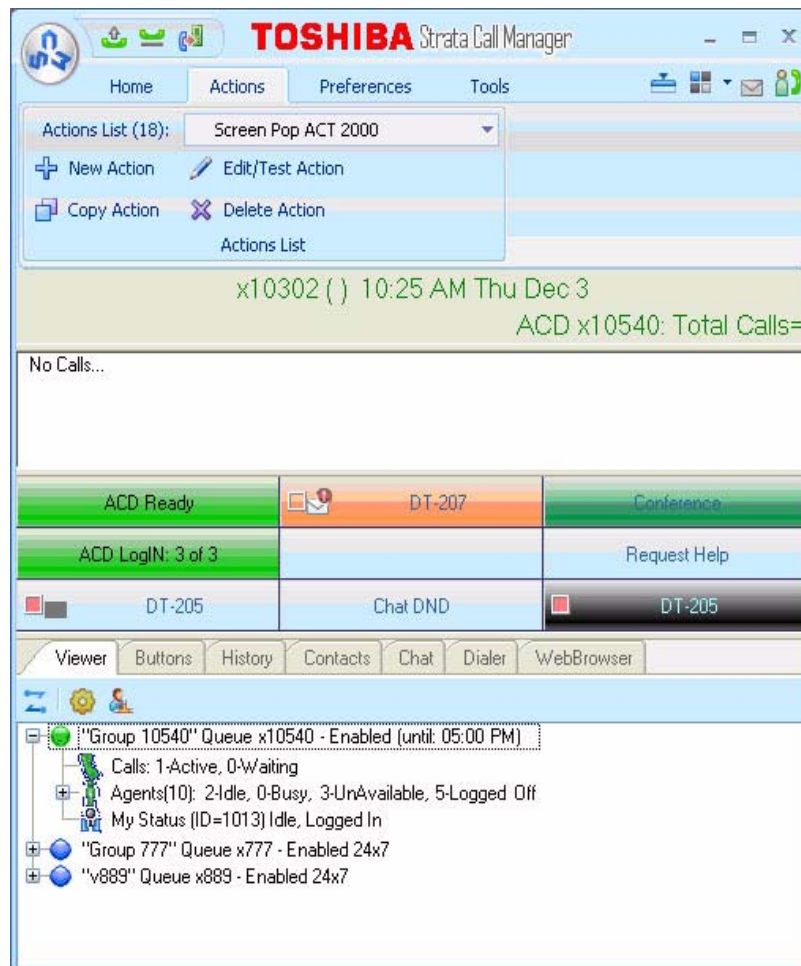 TOSHIBA Strata Call Manager
Home Actions Preferences Tools
Actions List (18): Screen Pop ACT 2000
New Action Edit/Test Action
Copy Action Delete Action
Actions List
x10302 ( ) 10:25 AM Thu Dec 3
ACD x10540: Total Calls=
No Calls...
ACD Ready DT-207 Conference
ACD LogIN: 3 of 3 Request Help
DT-205 Chat DND DT-205
Viewer Buttons History Contacts Chat Dialer WebBrowser
"Group 10540" Queue x10540 - Enabled (until: 05:00 PM)
Calls: 1-Active, 0-Waiting
Agents(10): 2-Idle, 0-Busy, 3-UnAvailable, 5-Logged Off
My Status (ID=1013) Idle, Logged In
"Group 777" Queue x777 - Enabled 24x7
"v889" Queue x889 - Enabled 24x7